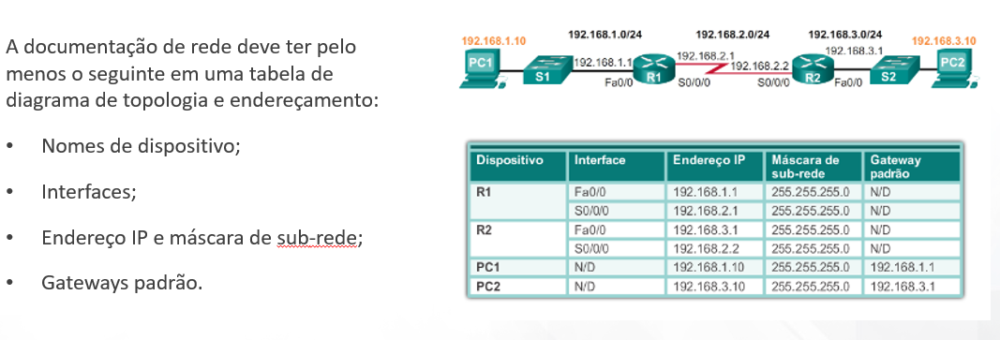 A documentação de rede deve ter pelo
menos o seguinte em uma tabela de
diagrama de topologia e endereçamento:
• Nomes de dispositivo;
• Interfaces;
• Endereço IP e máscara de sub-rede;
• Gateways padrão.
192.168.1.0/24 192.168.2.0/24 192.168.3.0/24
192.168.1.10 192.168.2.1 192.168.3.1 192.168.3.10
PC1 192.168.1.1 192.168.2.2 PC2
S1 Fa0/0 R1 S0/0/0 S0/0/0 R2 Fa0/0 S2
Dispositivo Interface Endereço IP Máscara de sub-rede Gateway padrão
R1 Fa0/0 192.168.1.1 255.255.255.0 N/D
S0/0/0 192.168.2.1 255.255.255.0 N/D
R2 Fa0/0 192.168.3.1 255.255.255.0 N/D
S0/0/0 192.168.2.2 255.255.255.0 N/D
PC1 N/D 192.168.1.10 255.255.255.0 192.168.1.1
PC2 N/D 192.168.3.10 255.255.255.0 192.168.3.1